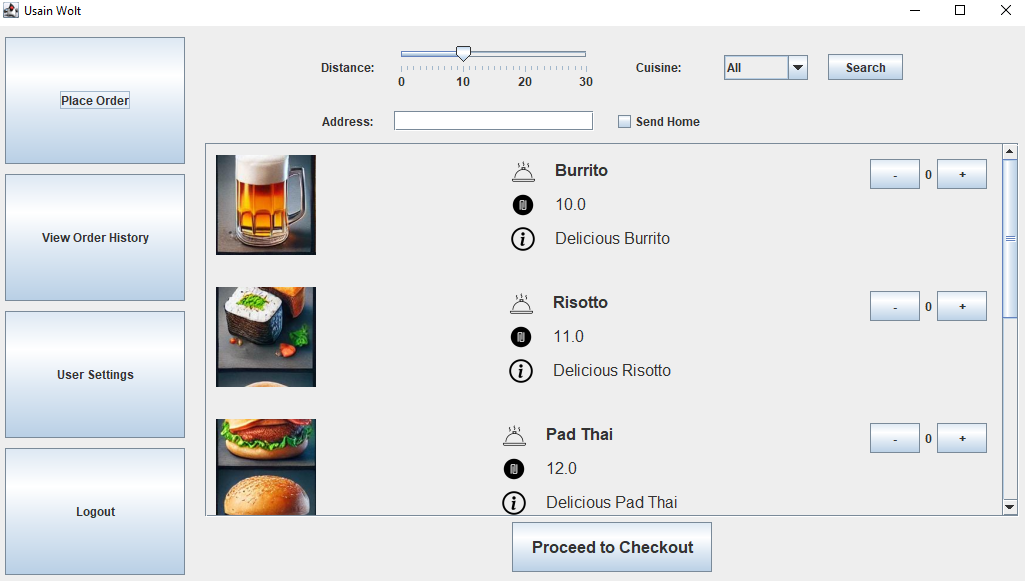 Usain Wolt
Place Order
View Order History
User Settings
Logout
Distance:
0 10 20 30
Cuisine:
All
Search
Address:
Send Home
Burrito
10.0
Delicious Burrito
- 0 +
Risotto
11.0
Delicious Risotto
- 0 +
Pad Thai
12.0
Delicious Pad Thai
- 0 +
Proceed to Checkout